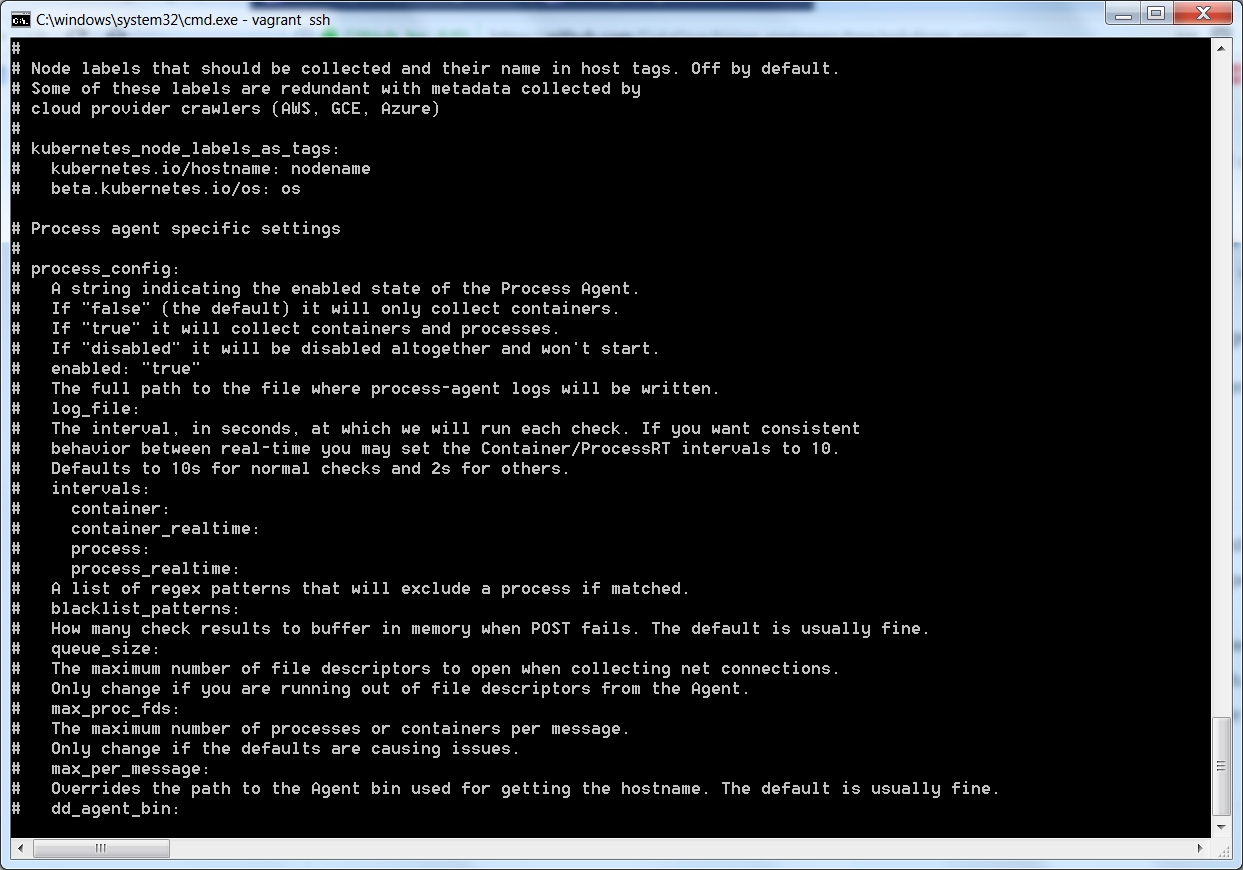 C:\windows\system32\cmd.exe - vagrant  ssh
#
# Node labels that should be collected and their name in host tags. Off by default.
# Some of these labels are redundant with metadata collected by
# cloud provider crawlers (AWS, GCE, Azure)
#
# kubernetes_node_labels_as_tags:
#   kubernetes.io/hostname: nodename
#   beta.kubernetes.io/os: os

# Process agent specific settings
#
# process_config:
#   A string indicating the enabled state of the Process Agent.
#   If "false" (the default) it will only collect containers.
#   If "true" it will collect containers and processes.
#   If "disabled" it will be disabled altogether and won't start.
#   enabled: "true"
#   The full path to the file where process-agent logs will be written.
#   log_file:
#   The interval, in seconds, at which we will run each check. If you want consistent
#   behavior between real-time you may set the Container/ProcessRT intervals to 10.
#   Defaults to 10s for normal checks and 2s for others.
#   intervals:
#     container:
#     container_realtime:
#     process:
#     process_realtime:
#   A list of regex patterns that will exclude a process if matched.
#   blacklist_patterns:
#   How many check results to buffer in memory when POST fails. The default is usually fine.
#   queue_size:
#   The maximum number of file descriptors to open when collecting net connections.
#   Only change if you are running out of file descriptors from the Agent.
#   max_proc_fds:
#   The maximum number of processes or containers per message.
#   Only change if the defaults are causing issues.
#   max_per_message:
#   Overrides the path to the Agent bin used for getting the hostname. The default is usually fine.
#   dd_agent_bin: